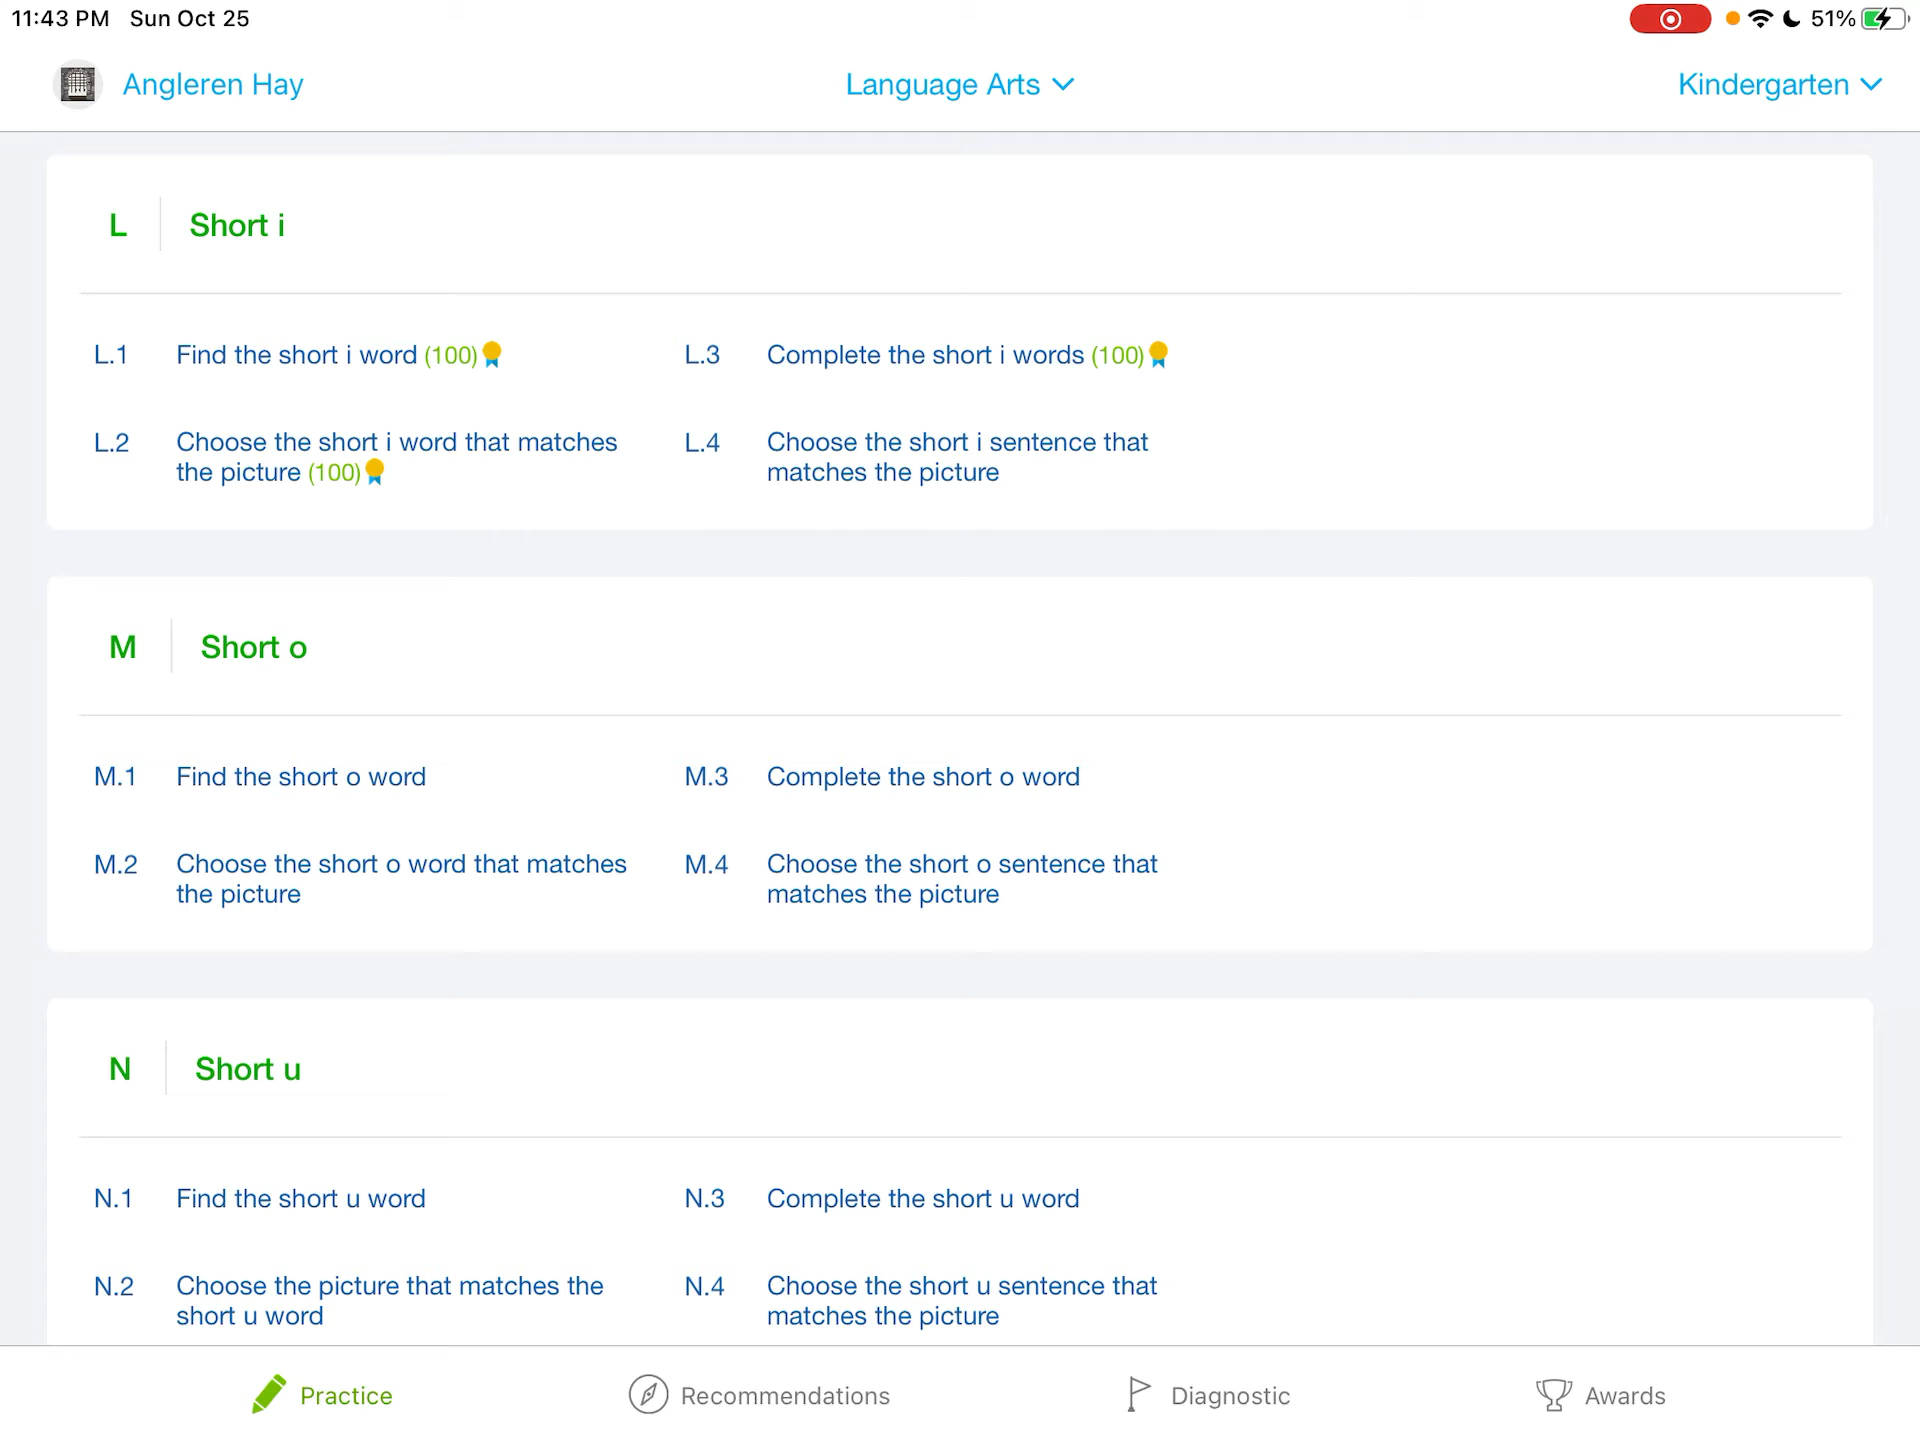 11:43 PM Sun Oct 25
51%
Angleren Hay
Language Arts
Kindergarten
L Short i
L.1 Find the short i word (100)
L.3 Complete the short i words (100)
L.2 Choose the short i word that matches
the picture (100)
L.4 Choose the short i sentence that
matches the picture
M Short o
M.1 Find the short o word
M.3 Complete the short o word
M.2 Choose the short o word that matches
the picture
M.4 Choose the short o sentence that
matches the picture
N Short u
N.1 Find the short u word
N.3 Complete the short u word
N.2 Choose the picture that matches the
short u word
N.4 Choose the short u sentence that
matches the picture
Practice
Recommendations
Diagnostic
Awards